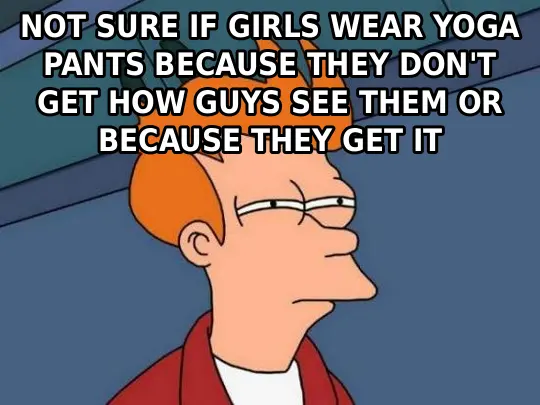 NOT SURE IF GIRLS WEAR YOGA
PANTS BECAUSE THEY DON'T
GET HOW GUYS SEE THEM OR
BECAUSE THEY GET IT